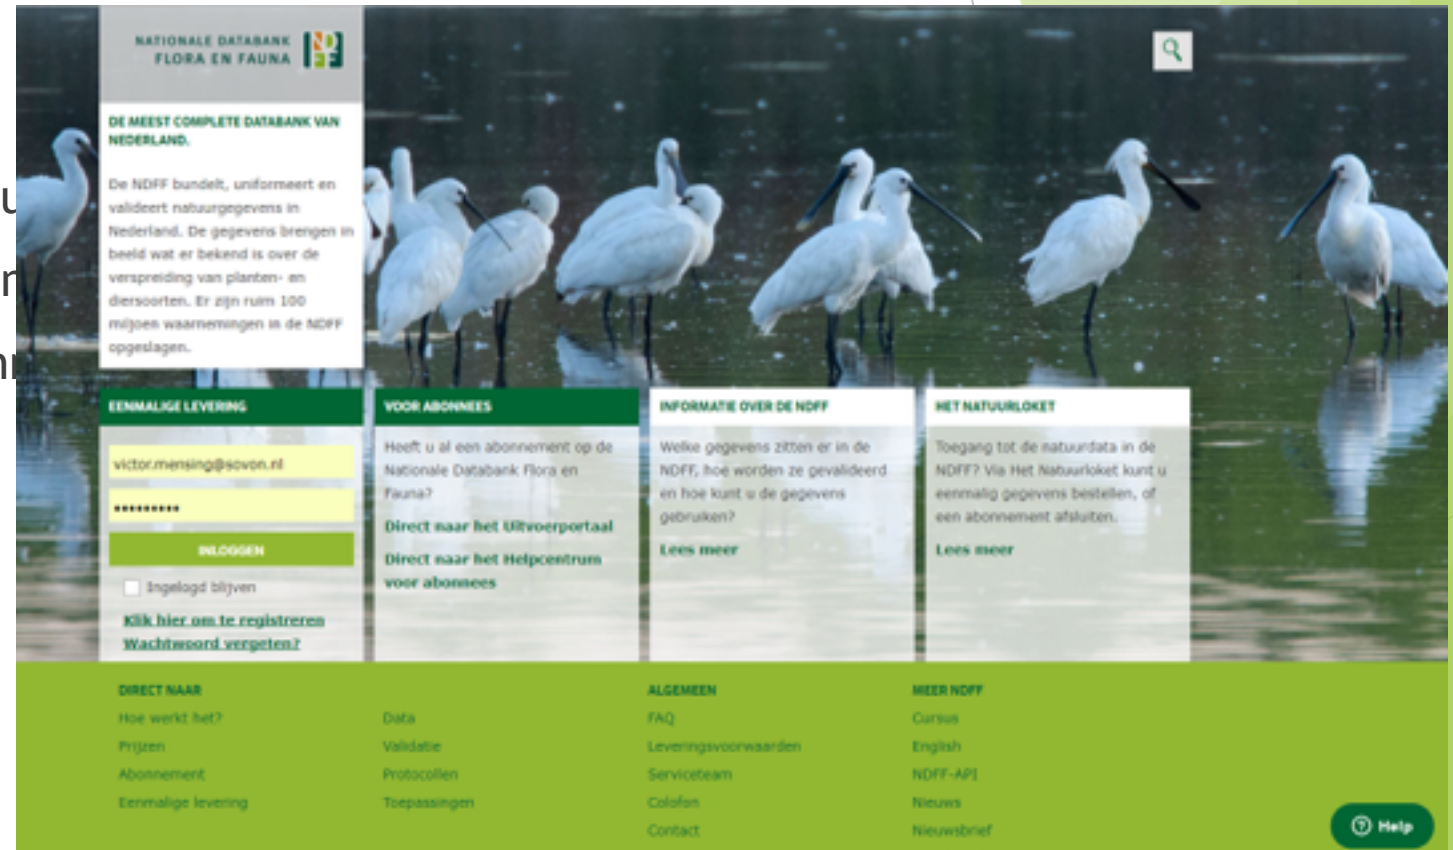 NATIONALE DATABANK
FLORA EN FAUNA
NDFF
DE MEEST COMPLETE DATABANK VAN
NEDERLAND.
De NDFF bundelt, uniformeert en
valideert natuurgegevens in
Nederland. De gegevens brengen in
beeld wat er bekend is over de
verspreiding van planten- en
diersoorten. Er zijn ruim 100
miljoen waarnemingen in de NDFF
opgeslagen.
EENMALIGE LEVERING
victor.mensing@sovon.nl
•••••••••
INLOGGEN
Ingelogd blijven
Klik hier om te registreren
Wachtwoord vergeten?
VOOR ABONNEES
Heeft u al een abonnement op de
Nationale Databank Flora en
Fauna?
Direct naar het Uitvoerportaal
Direct naar het Helpcentrum
voor abonnees
INFORMATIE OVER DE NDFF
Welke gegevens zitten er in de
NDFF, hoe worden ze gevalideerd
en hoe kunt u de gegevens
gebruiken?
Lees meer
HET NATUURLOKET
Toegang tot de natuurdata in de
NDFF? Via Het Natuurloket kunt u
eenmalig gegevens bestellen, of
een abonnement afsluiten.
Lees meer
DIRECT NAAR
Hoe werkt het?
Prijzen
Abonnement
Eenmalige levering
Data
Validatie
Protocollen
Toepassingen
ALGEMEEN
FAQ
Leveringsvoorwaarden
Serviceteam
Colofon
Contact
MEER NDFF
Cursus
English
NDFF-API
Nieuws
Nieuwsbrief
Help